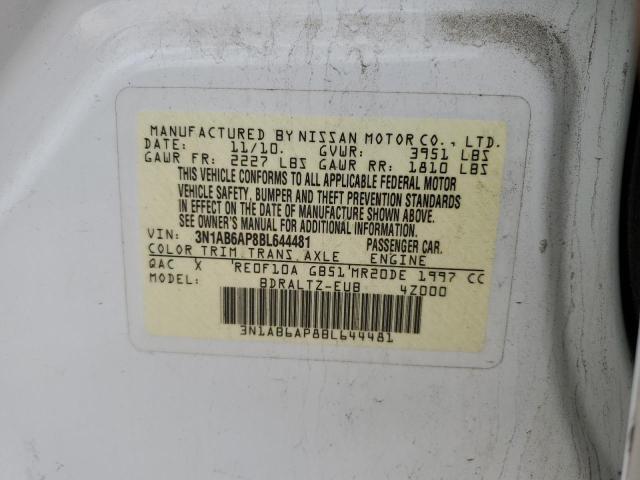 MANUFACTURED BY NISSAN MOTOR CO., LTD.
DATE: 11/10. GVWR: 3951 LBS
GAWR FR: 2227 LBS GAWR RR: 1810 LBS
THIS VEHICLE CONFORMS TO ALL APPLICABLE FEDERAL MOTOR
VEHICLE SAFETY, BUMPER AND THEFT PREVENTION STANDARDS
IN EFFECT ON THE DATE OF MANUFACTURE SHOWN ABOVE.
SEE OWNER'S MANUAL FOR ADDITIONAL INFORMATION.
VIN: 3N1AB6AP8BL644481 PASSENGER CAR.
COLOR TRIM TRANS AXLE ENGINE
QAC X RE0F10A GB51 MR20DE 1997 CC
MODEL: BDRALTZ-EUB 4Z000
3N1AB6AP8BL644481